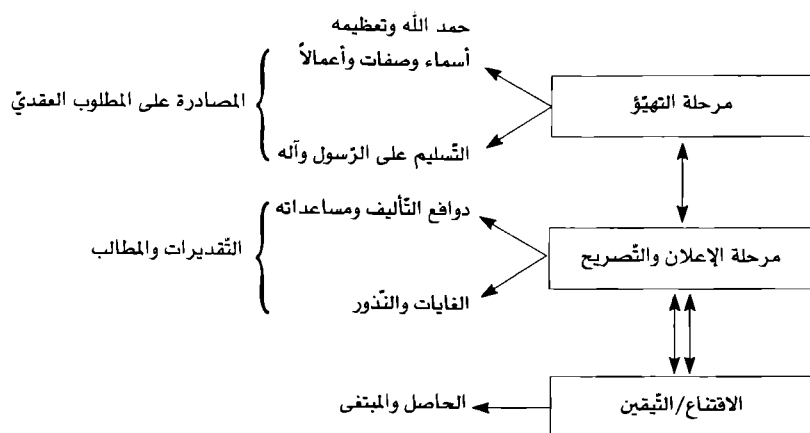 حمد الله وتعظيمه
أسماء وصفات وأعمالاً
مرحلة التهيّؤ
المصادرة على المطلوب العقديّ
التّسليم على الرّسول وآله
دوافع التّأليف ومساعداته
مرحلة الإعلان والتّصريح
التّقديرات والمطالب
الغايات والنّذور
الاقتناع/التّيقين
الحاصل والمبتغى